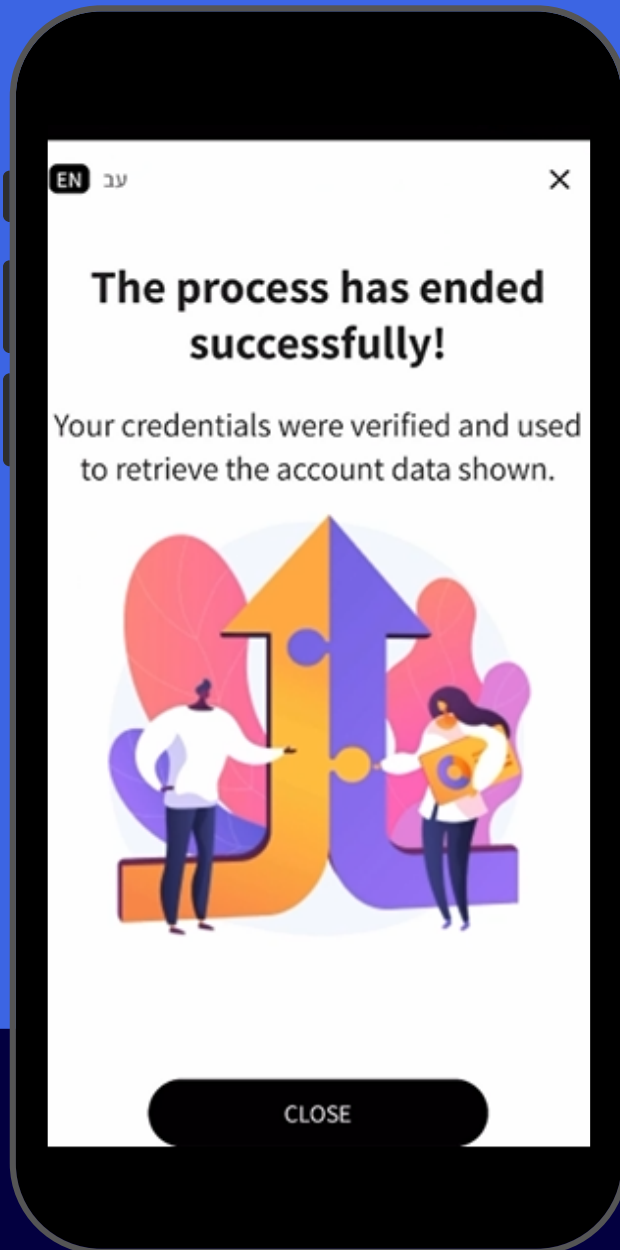 EN עב
The process has ended
successfully!
Your credentials were verified and used
to retrieve the account data shown.
CLOSE